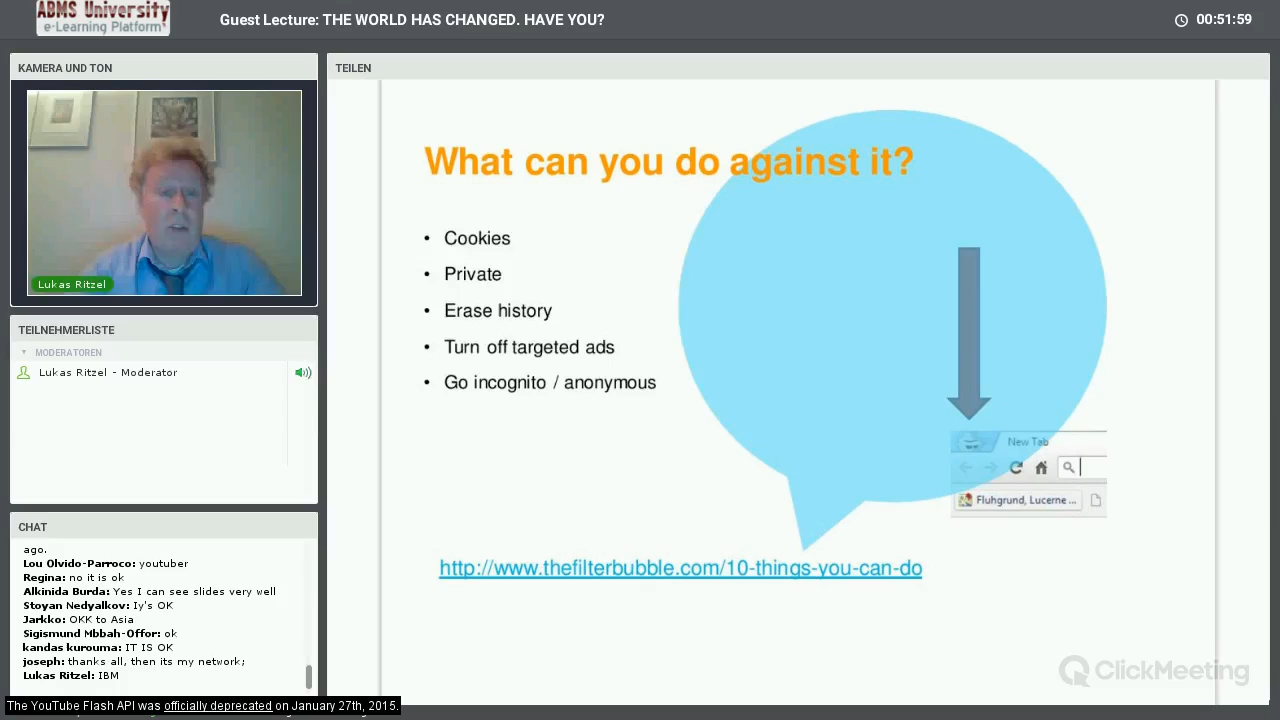 ABMS University
e-Learning Platform
Guest Lecture: THE WORLD HAS CHANGED. HAVE YOU?
00:51:59
KAMERA UND TON
Lukas Ritzel
TEILNEHMERLISTE
MODERATOREN
Lukas Ritzel - Moderator
CHAT
ago.
Lou Olvido-Parroco: youtuber
Regina: no it is ok
Alkinida Burda: Yes I can see slides very well
Stoyan Nedyalkov: Iy's OK
Jarkko: OKK to Asia
Sigismund Mbbah-Offor: ok
kandas kurouma: IT IS OK
joseph: thanks all, then its my network;
Lukas Ritzel: IBM
The YouTube Flash API was officially deprecated on January 27th, 2015.
TEILEN
What can you do against it?
• Cookies
• Private
• Erase history
• Turn off targeted ads
• Go incognito / anonymous
New Tab
Fluhgrund, Lucerne ...
http://www.thefilterbubble.com/10-things-you-can-do
ClickMeeting